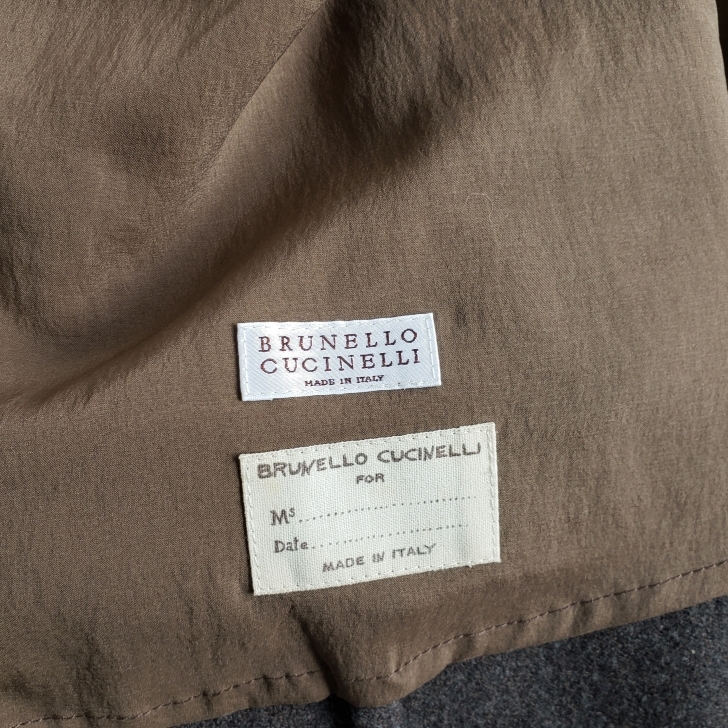 BRUNELLO
CUCINELLI
MADE IN ITALY
BRUNELLO CUCINELLI
FOR
Ms.............................
Date............................
MADE IN ITALY